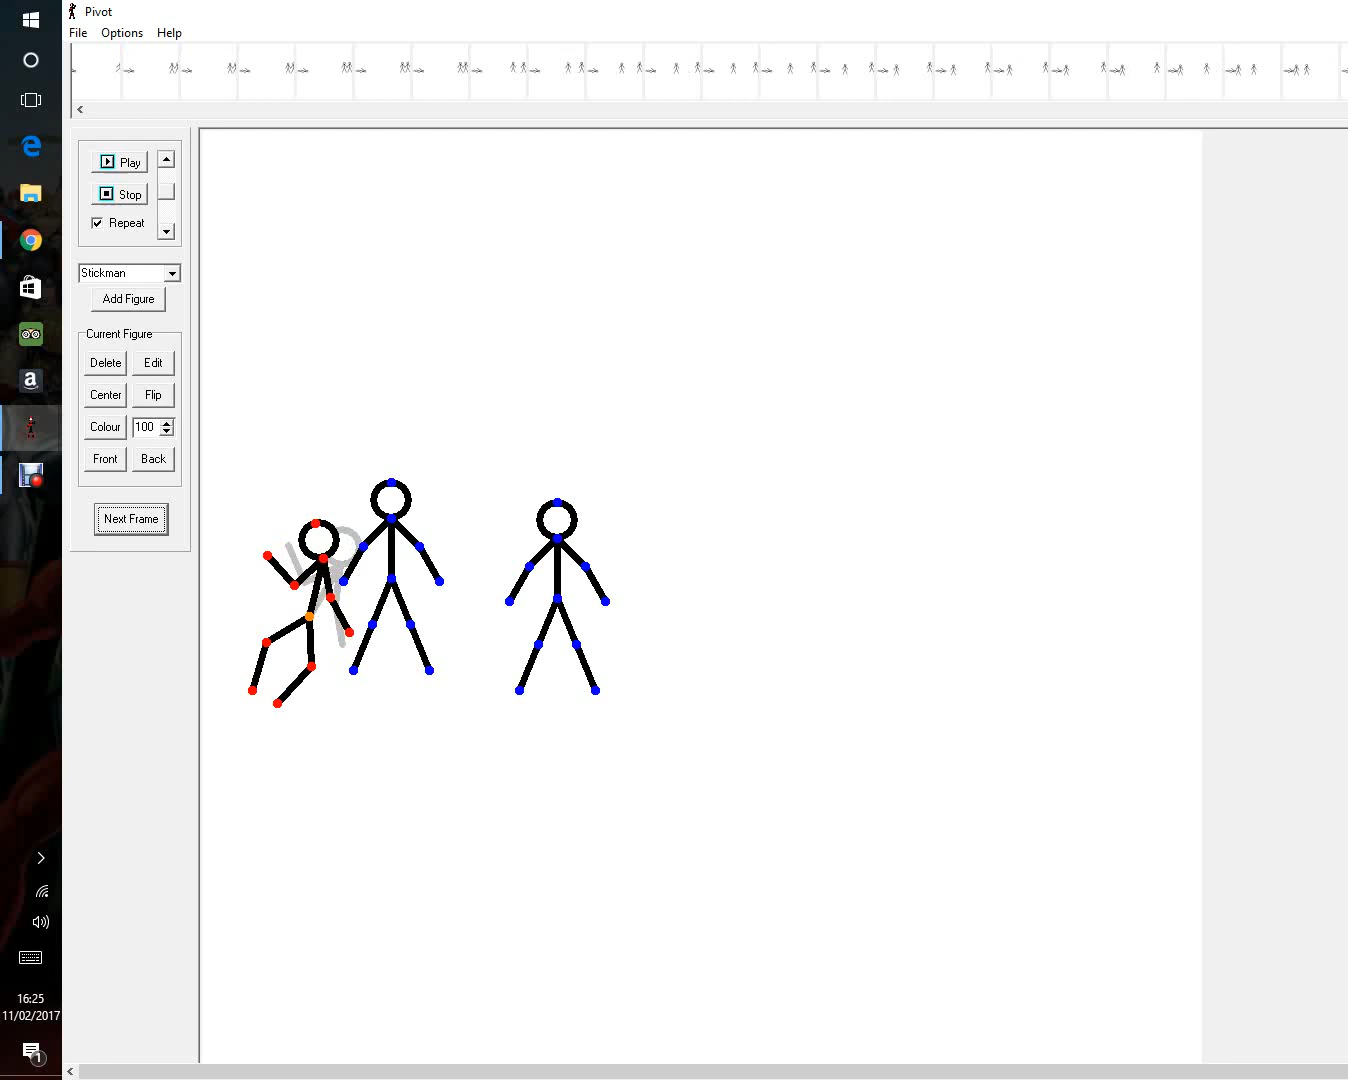 Pivot
File Options Help
Play
Stop
Repeat
Stickman
Add Figure
Current Figure
Delete Edit
Center Flip
Colour 100
Front Back
Next Frame
16:25
11/02/2017
1